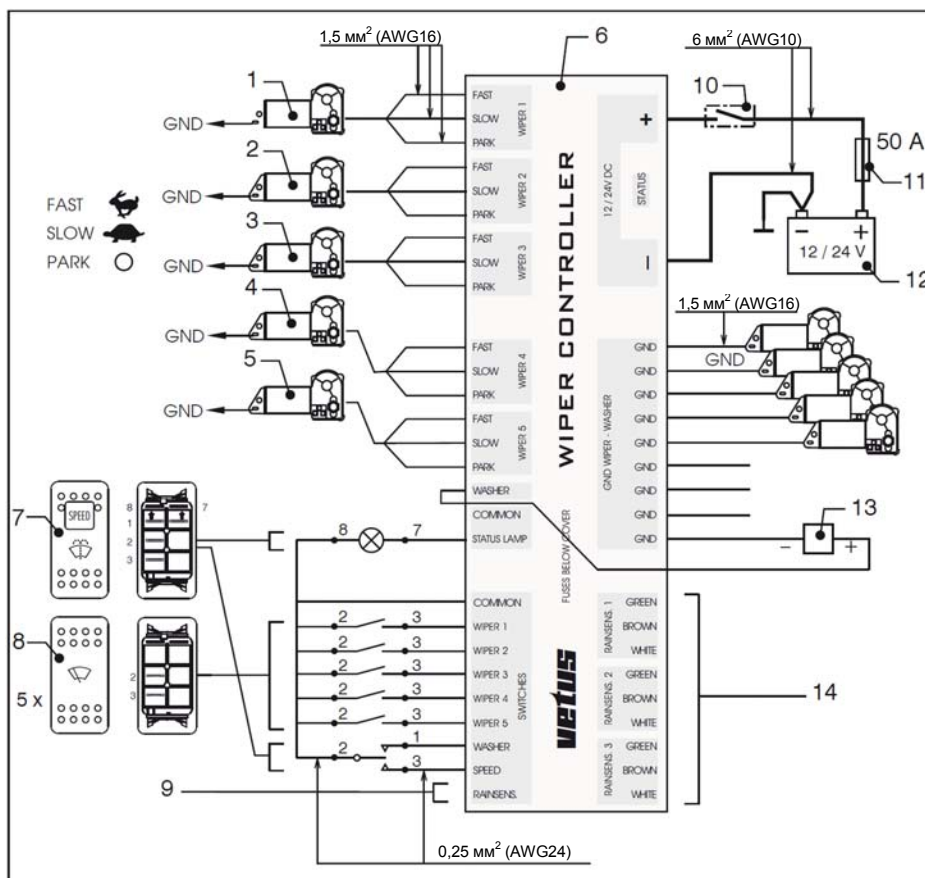 1,5 мм² (AWG16)
6 мм² (AWG10)
1
GND
2
GND
3
GND
4
GND
5
GND
FAST
SLOW
PARK
6
FAST
SLOW
PARK
WIPER 1
FAST
SLOW
PARK
WIPER 2
FAST
SLOW
PARK
WIPER 3
FAST
SLOW
PARK
WIPER 4
FAST
SLOW
PARK
WIPER 5
WASHER
COMMON
STATUS LAMP
WIPER CONTROLLER
FUSES BELOW COVER
vetus
+
12 / 24V DC
STATUS
–
10
50 A
11
– +
12 / 24 V
12
1,5 мм² (AWG16)
GND
GND
GND
GND
GND
GND
GND
GND
GND
GND WIPER - WASHER
13
– +
7
SPEED
8 7
1
2
3
8 7
8
5 x
2
3
COMMON
2 3 WIPER 1
2 3 WIPER 2
2 3 WIPER 3
2 3 WIPER 4
2 3 WIPER 5
1 WASHER
2
3 SPEED
RAINSENS.
SWITCHES
9
RAINSENS. 1
GREEN
BROWN
WHITE
RAINSENS. 2
GREEN
BROWN
WHITE
RAINSENS. 3
GREEN
BROWN
WHITE
14
0,25 мм² (AWG24)